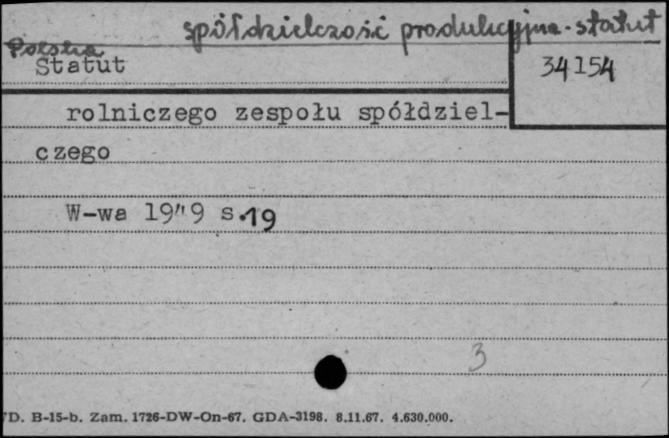 spółdzielczość produkcyjna - statut
Polska
Statut
34154
rolniczego zespołu spółdziel-
czego
W-wa 19"9 s.19
3
D. B-15-b. Zam. 1726-DW-On-67. GDA-3198. 8.11.67. 4.630.000.